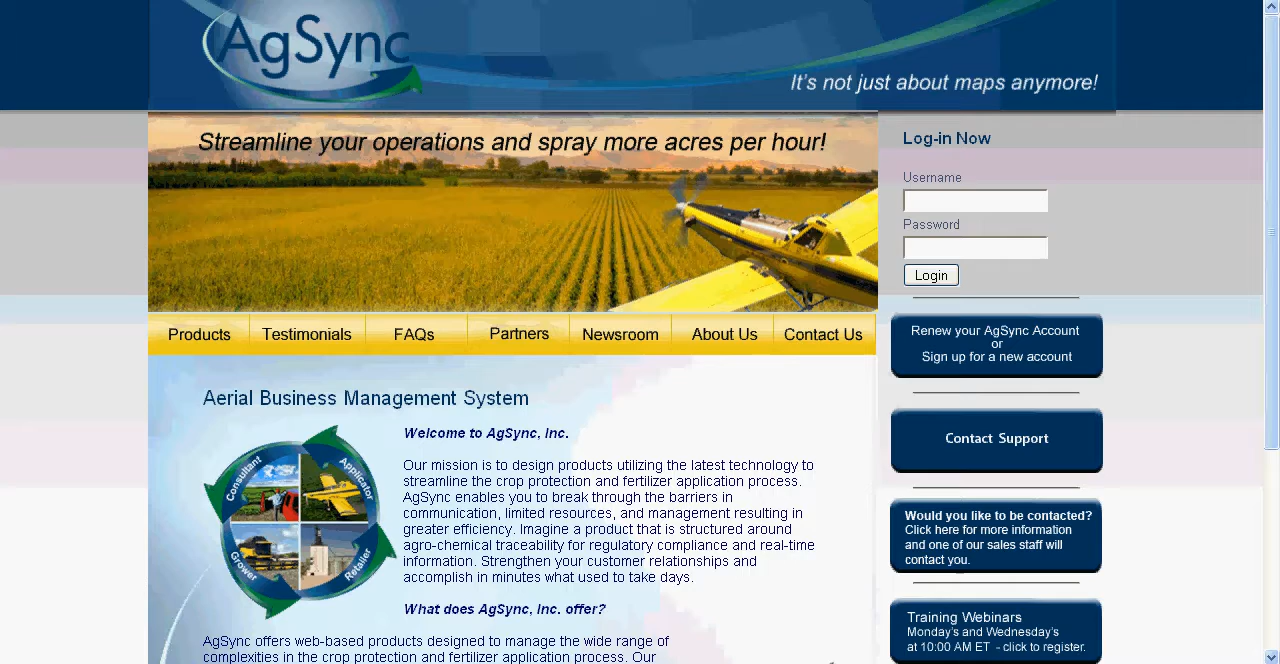 AgSync
It's not just about maps anymore!
Streamline your operations and spray more acres per hour!
Log-in Now
Username
Password
Login
Products Testimonials FAQs Partners Newsroom About Us Contact Us
Renew your AgSync Account
or
Sign up for a new account
Aerial Business Management System
Consultant
Applicator
Grower
Retailer
Welcome to AgSync, Inc.
Our mission is to design products utilizing the latest technology to
streamline the crop protection and fertilizer application process.
AgSync enables you to break through the barriers in
communication, limited resources, and management resulting in
greater efficiency. Imagine a product that is structured around
agro-chemical traceability for regulatory compliance and real-time
information. Strengthen your customer relationships and
accomplish in minutes what used to take days.
What does AgSync, Inc. offer?
AgSync offers web-based products designed to manage the wide range of
complexities in the crop protection and fertilizer application process. Our
Contact Support
Would you like to be contacted?
Click here for more information
and one of our sales staff will
contact you.
Training Webinars
Monday's and Wednesday's
at 10:00 AM ET - click to register.